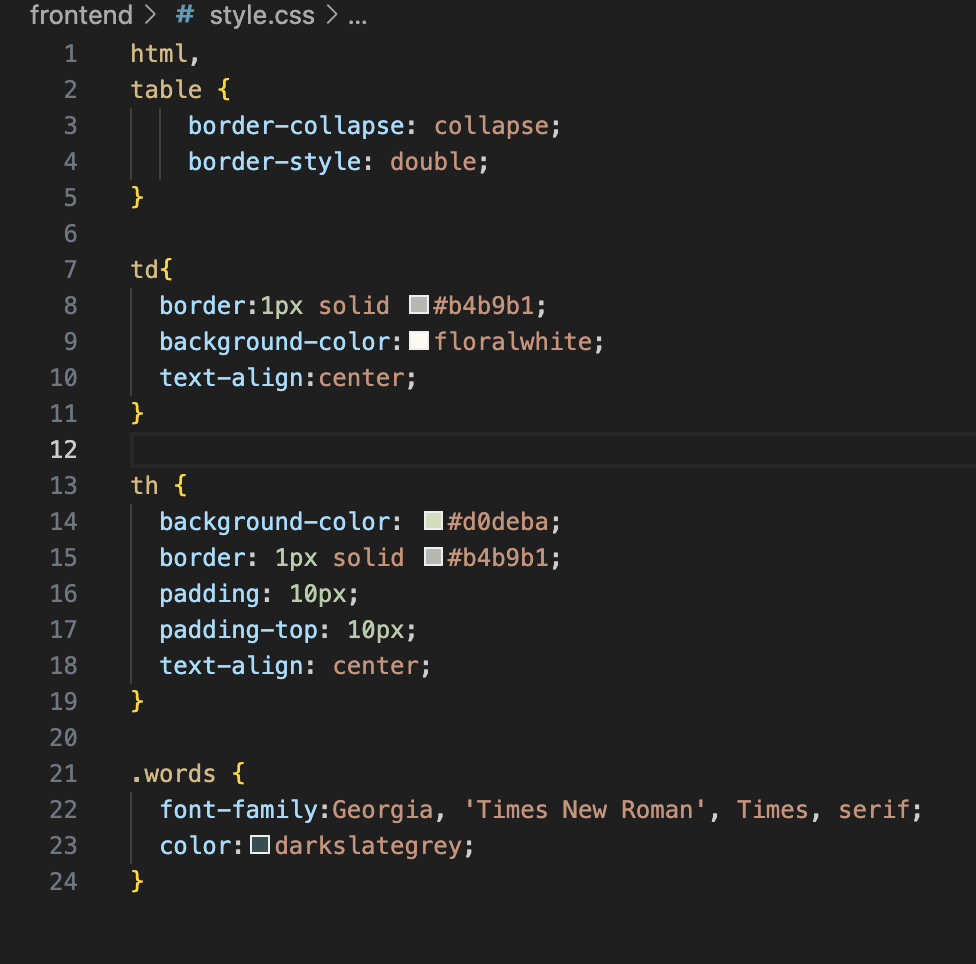 frontend > # style.css > ...
1 html,
2 table {
3 border-collapse: collapse;
4 border-style: double;
5 }
6
7 td{
8 border:1px solid #b4b9b1;
9 background-color:floralwhite;
10 text-align:center;
11 }
12
13 th {
14 background-color: #d0deba;
15 border: 1px solid #b4b9b1;
16 padding: 10px;
17 padding-top: 10px;
18 text-align: center;
19 }
20
21 .words {
22 font-family:Georgia, 'Times New Roman', Times, serif;
23 color:darkslategrey;
24 }